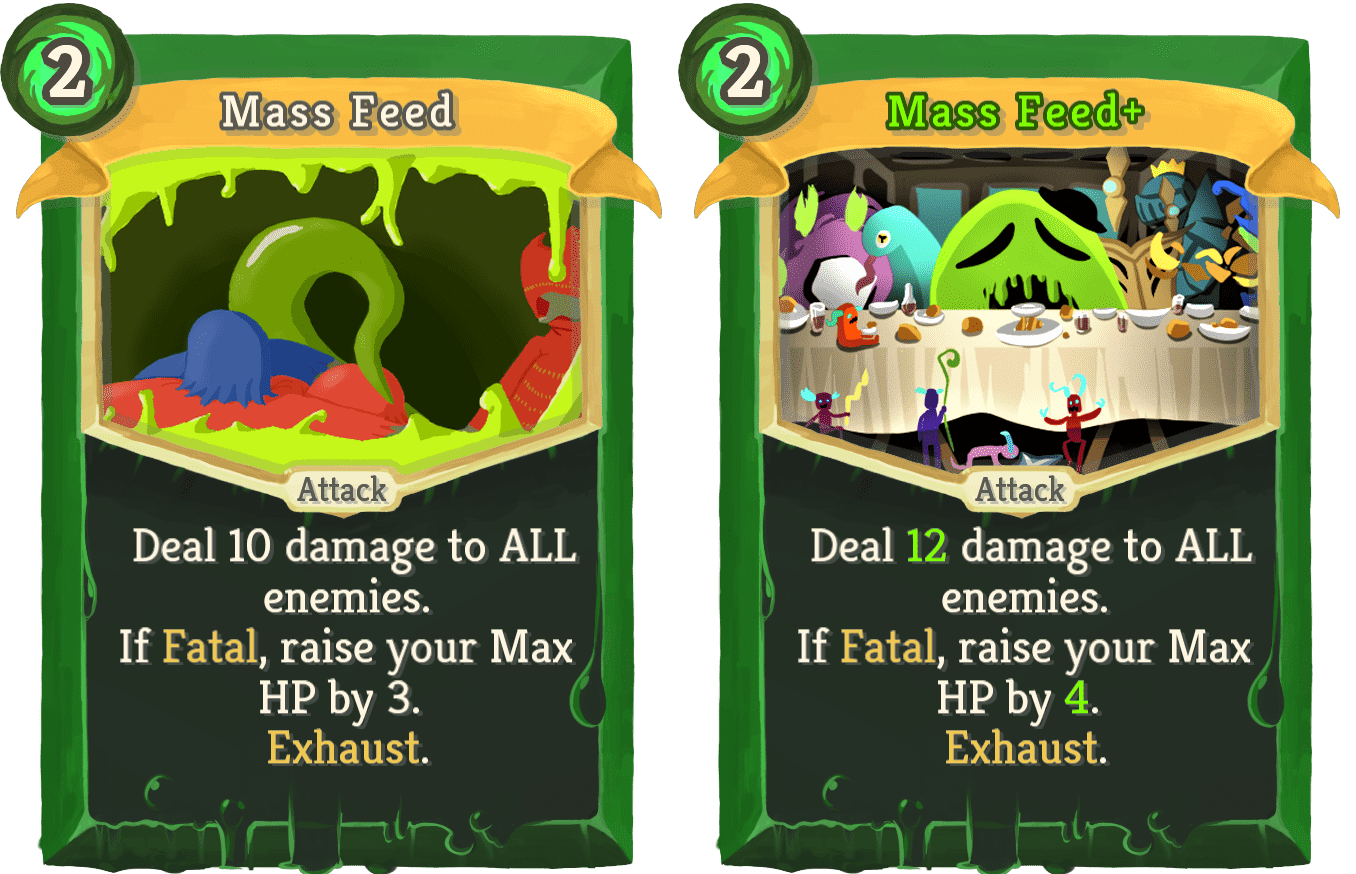 2
Mass Feed
Attack
Deal 10 damage to ALL
enemies.
If Fatal, raise your Max
HP by 3.
Exhaust.
2
Mass Feed+
Attack
Deal 12 damage to ALL
enemies.
If Fatal, raise your Max
HP by 4.
Exhaust.